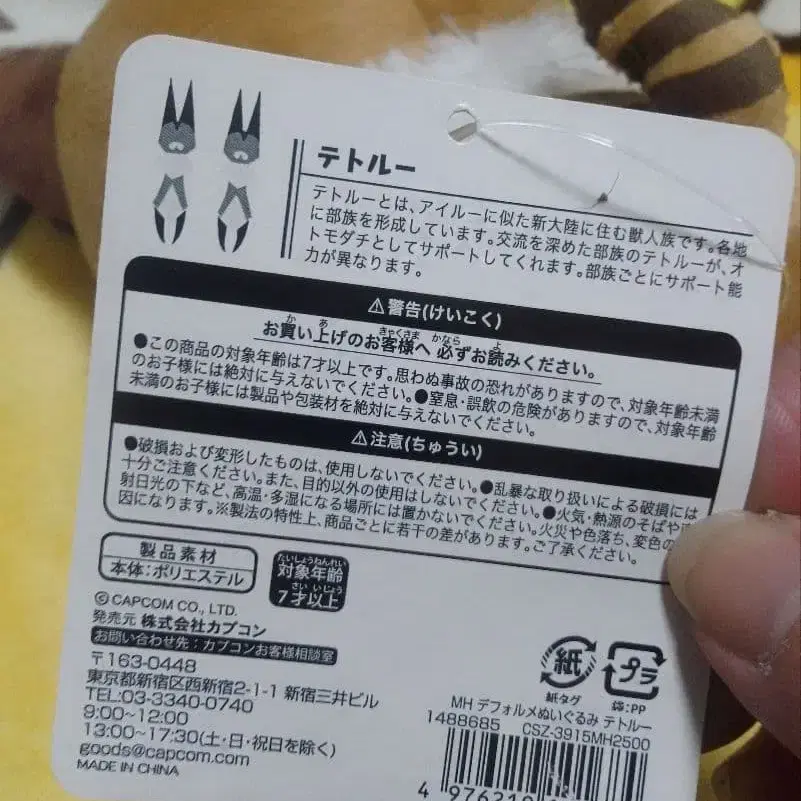 テトルー
テトルーとは、アイルーに似た新大陸に住む獣人族です。各地
に部族を形成しています。交流を深めた部族のテトルーが、オ
トモダチとしてサポートしてくれます。部族ごとにサポート能
力が異なります。
⚠警告(けいこく)
お買い上げのお客様へ 必ずお読みください。
●この商品の対象年齢は7才以上です。思わぬ事故の恐れがありますので、対象年齢未満
のお子様には絶対に与えないでください。●窒息・誤飲の危険がありますので、対象年齢
未満のお子様には製品や包装材を絶対に与えないでください。
⚠注意(ちゅうい)
●破損および変形したものは、使用しないでください。●乱暴な取り扱いによる破損には
十分ご注意ください。また、目的以外の使用はしないでください。●火気・熱源のそばや
射日光の下など、高温・多湿になる場所には置かないでください。火災や色落ち、変色の
因になります。※製法の特性上、商品ごとに若干の差があります。ご了承ください。
製品素材
本体:ポリエステル
対象年齢
7才以上
©CAPCOM CO., LTD.
発売元 株式会社カプコン
お問い合わせ先:カプコンお客様相談室
〒163-0448
東京都新宿区西新宿2-1-1 新宿三井ビル
TEL:03-3340-0740
9:00~12:00
13:00~17:30(土・日・祝日を除く)
goods@capcom.com
MADE IN CHINA
紙
紙タグ
プラ
袋:PP
MH デフォルメぬいぐるみ テトルー
1488685 CSZ-3915MH2500